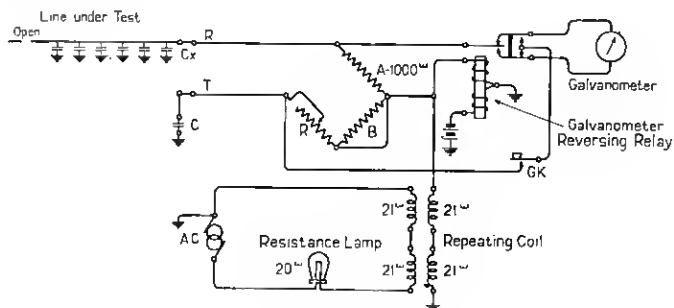 Line under Test
Open
R
Cx
A-1000ω
Galvanometer
T
C
R
B
Galvanometer
Reversing Relay
GK
21ω
21ω
AC
Resistance Lamp
Repeating Coil
20ω
21ω
21ω